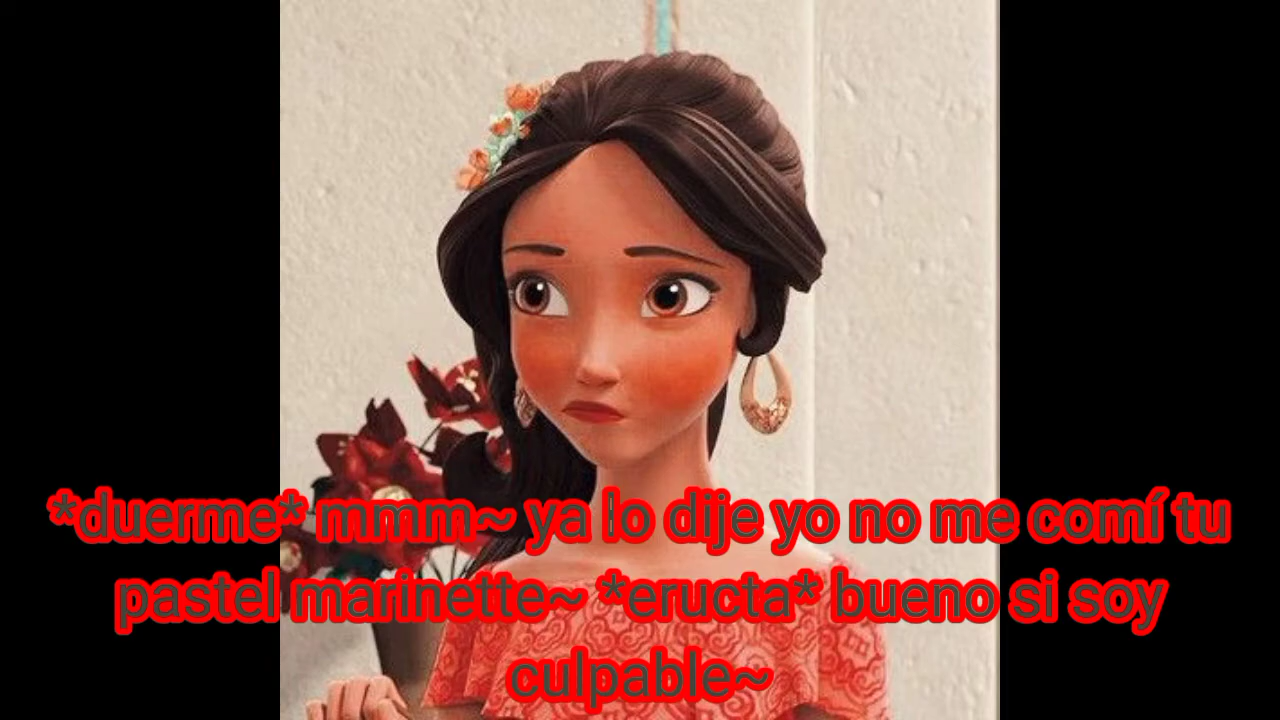 *duerme* mmm~ ya lo dije yo no me comí tu
pastel marinette~ *eructa* bueno si soy
culpable~